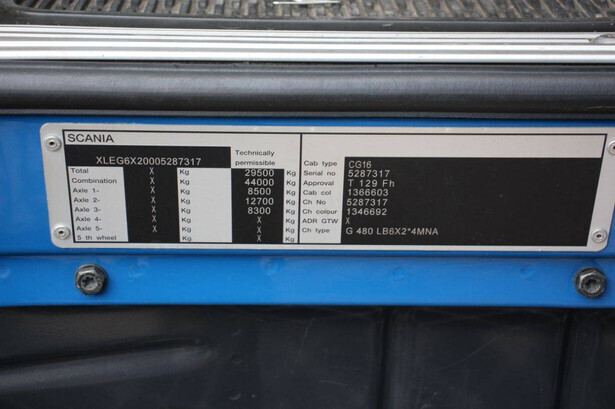 SCANIA
XLEG6X20005287317 Technically permissible
Total X Kg 29500 Kg
Combination X Kg 44000 Kg
Axle 1- X Kg 8500 Kg
Axle 2- X Kg 12700 Kg
Axle 3- X Kg 8300 Kg
Axle 4- X Kg X Kg
Axle 5- X Kg X Kg
5 th wheel Kg X Kg
Cab type CG16
Serial no 5287317
Approval T 129 Fh
Cab col 1366603
Ch No 5287317
Ch colour 1346692
ADR GTW X
Ch type G 480 LB6X2*4MNA